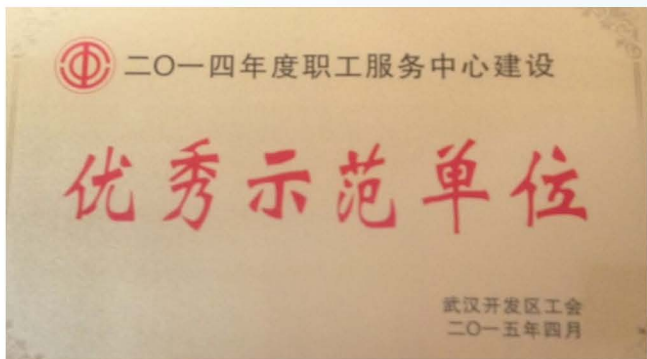 二〇一四年度职工服务中心建设
优秀示范单位
武汉开发区工会
二〇一五年四月